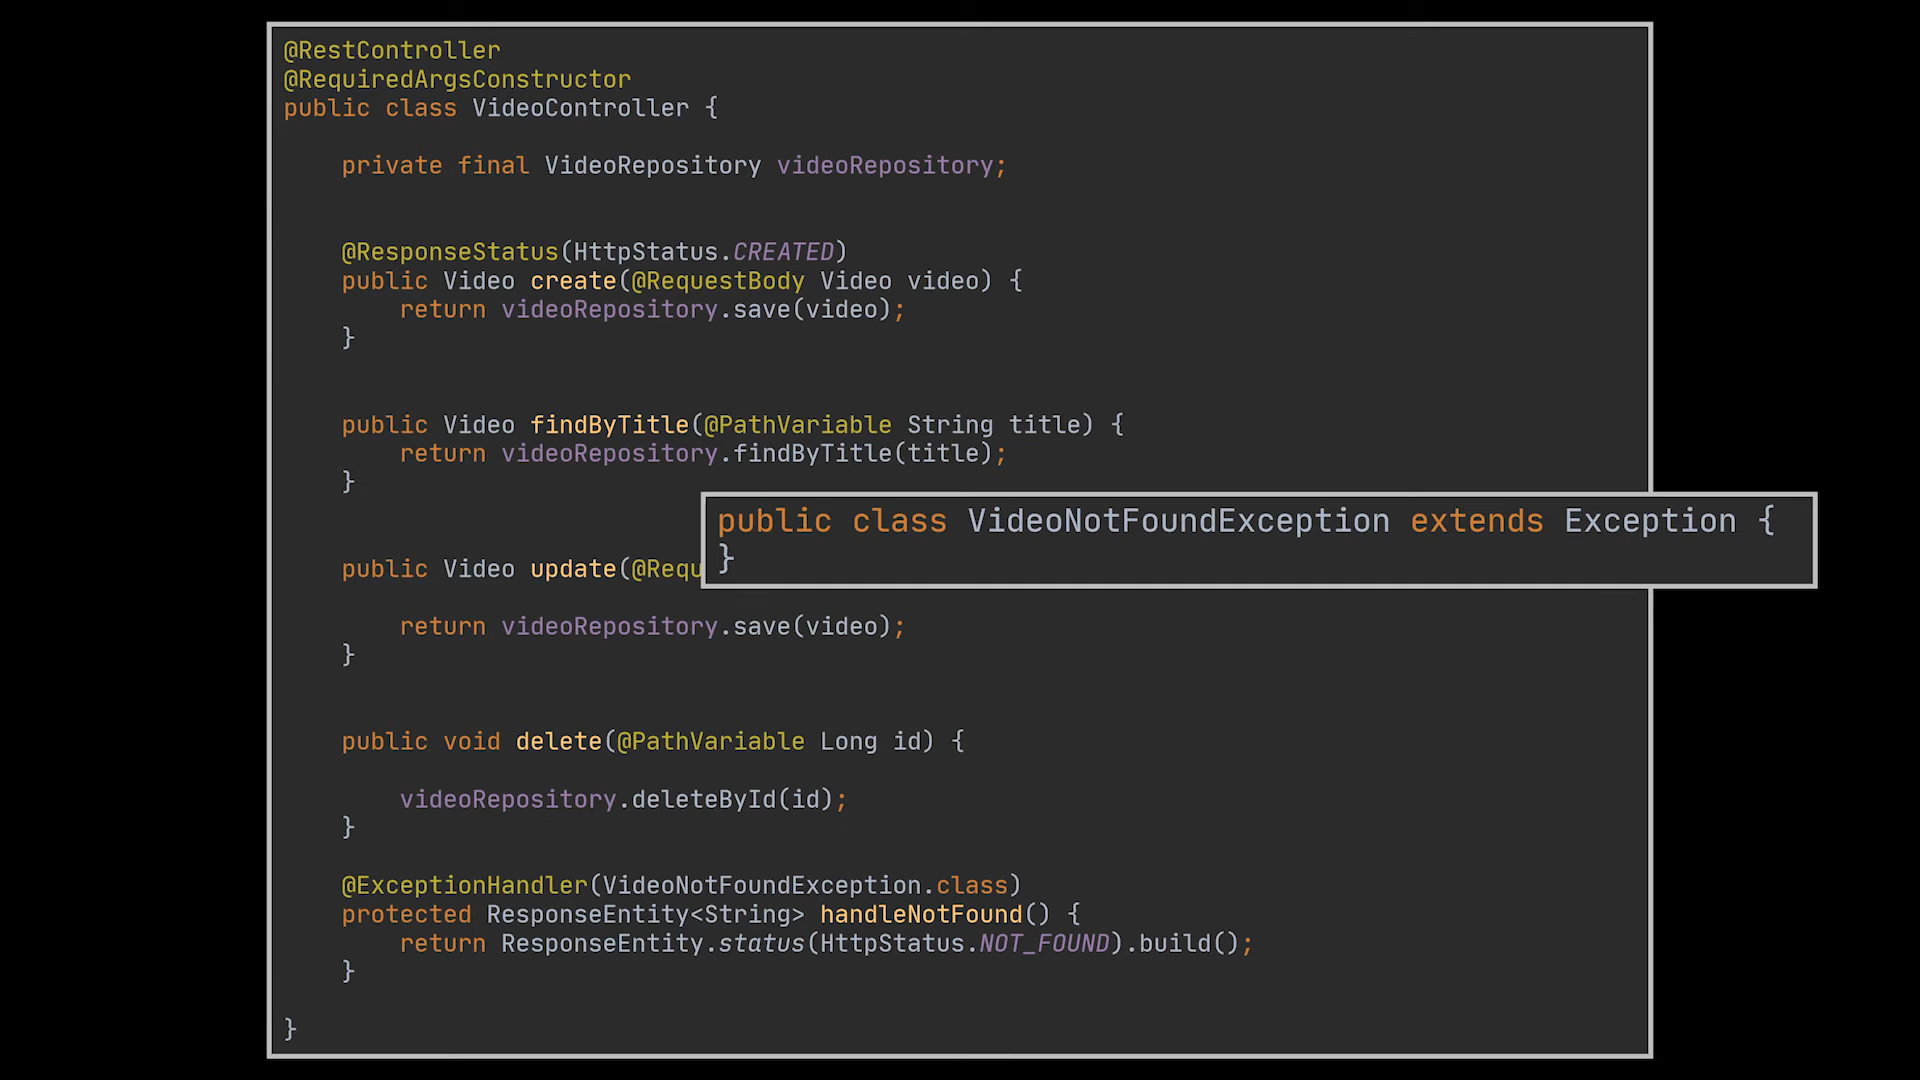 @RestController
@RequiredArgsConstructor
public class VideoController {
private final VideoRepository videoRepository;
@ResponseStatus(HttpStatus.CREATED)
public Video create(@RequestBody Video video) {
return videoRepository.save(video);
}
public Video findByTitle(@PathVariable String title) {
return videoRepository.findByTitle(title);
}
public class VideoNotFoundException extends Exception {
}
public Video update(@Requ
return videoRepository.save(video);
}
public void delete(@PathVariable Long id) {
videoRepository.deleteById(id);
}
@ExceptionHandler(VideoNotFoundException.class)
protected ResponseEntity<String> handleNotFound() {
return ResponseEntity.status(HttpStatus.NOT_FOUND).build();
}
}